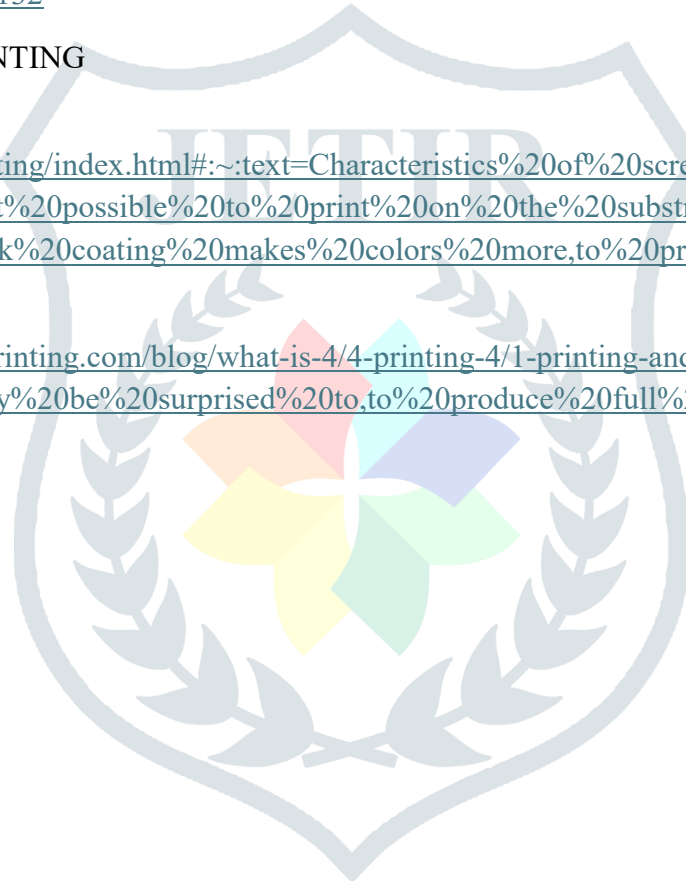 NTING
ting/index.html#:~:text=Characteristics%20of%20scre
t%20possible%20to%20print%20on%20the%20substr
k%20coating%20makes%20colors%20more,to%20pr
JETIR
rinting.com/blog/what-is-4/4-printing-4/1-printing-and
y%20be%20surprised%20to,to%20produce%20full%2